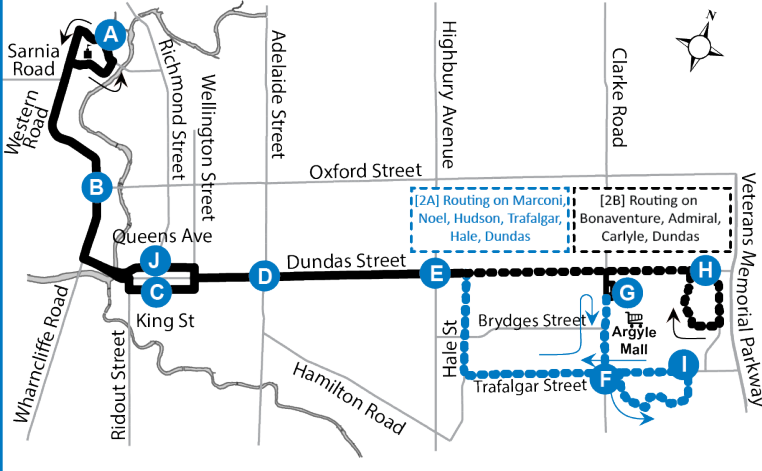 N
A
Sarnia
Road
Western
Road
Richmond Street
Wellington Street
Adelaide Street
Highbury Avenue
Clarke Road
Oxford Street
B
[2A] Routing on Marconi,
Noel, Hudson, Trafalgar,
Hale, Dundas
[2B] Routing on
Bonaventure, Admiral,
Carlyle, Dundas
Veterans Memorial Parkway
Queens Ave
J
C
D
Dundas Street
E
H
G
King St
Wharncliffe Road
Ridout Street
Hale St
Brydges Street
Argyle
Mall
Hamilton Road
Trafalgar Street
F
I